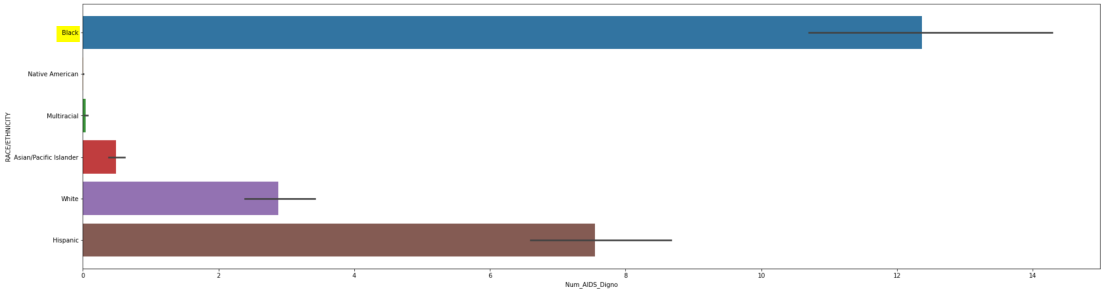 Black
Native American
Multiracial
Asian/Pacific Islander
White
Hispanic
RACE/ETHNICITY
0 2 4 6 8 10 12 14
Num_AIDS_Digno